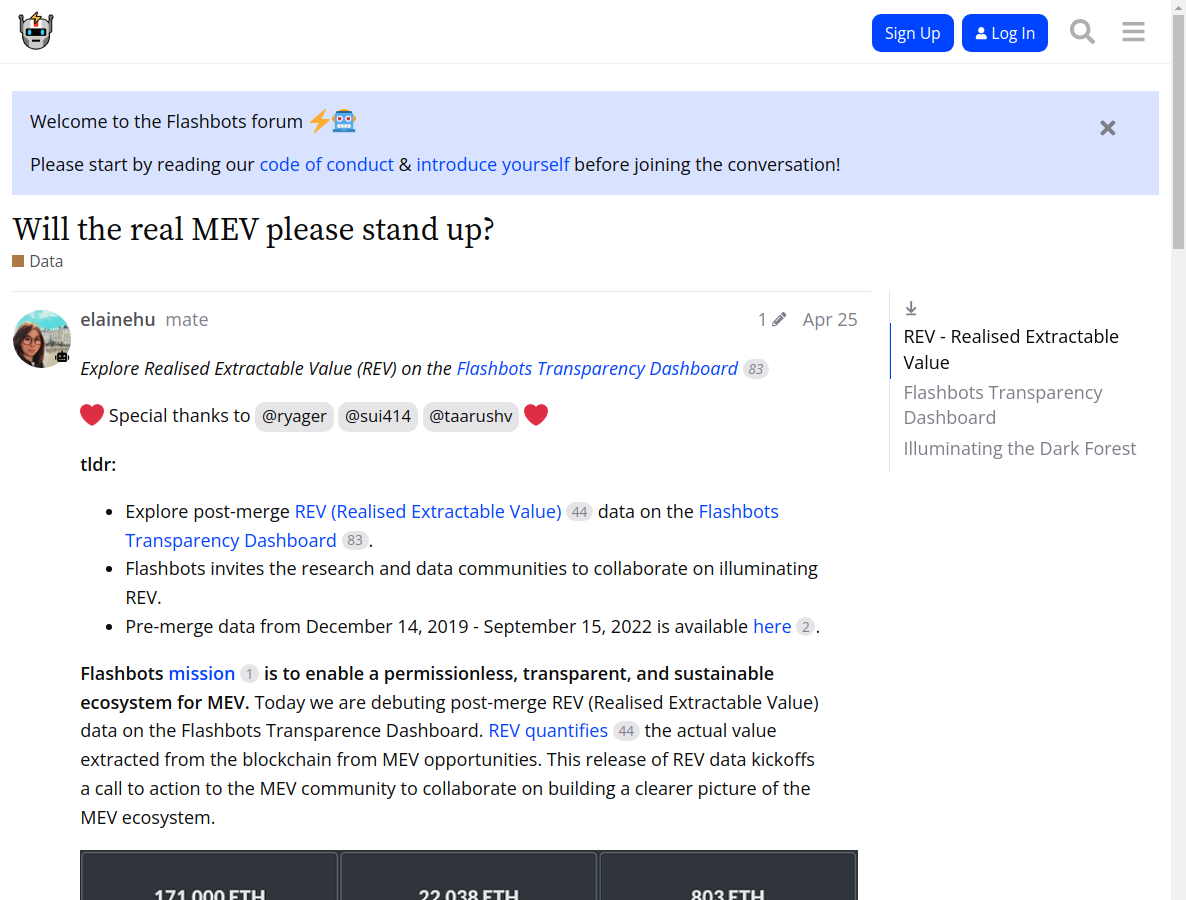 Sign Up
Log In
Welcome to the Flashbots forum
Please start by reading our code of conduct & introduce yourself before joining the conversation!
Will the real MEV please stand up?
Data
elainehu mate
1
Apr 25
Explore Realised Extractable Value (REV) on the Flashbots Transparency Dashboard 83
Special thanks to @ryager @sui414 @taarushv
tldr:
• Explore post-merge REV (Realised Extractable Value) 44 data on the Flashbots
Transparency Dashboard 83.
• Flashbots invites the research and data communities to collaborate on illuminating
REV.
• Pre-merge data from December 14, 2019 - September 15, 2022 is available here 2.
Flashbots mission 1 is to enable a permissionless, transparent, and sustainable
ecosystem for MEV. Today we are debuting post-merge REV (Realised Extractable Value)
data on the Flashbots Transparence Dashboard. REV quantifies 44 the actual value
extracted from the blockchain from MEV opportunities. This release of REV data kickoffs
a call to action to the MEV community to collaborate on building a clearer picture of the
MEV ecosystem.
171,000 ETH
22,038 ETH
803 ETH
REV - Realised Extractable
Value
Flashbots Transparency
Dashboard
Illuminating the Dark Forest